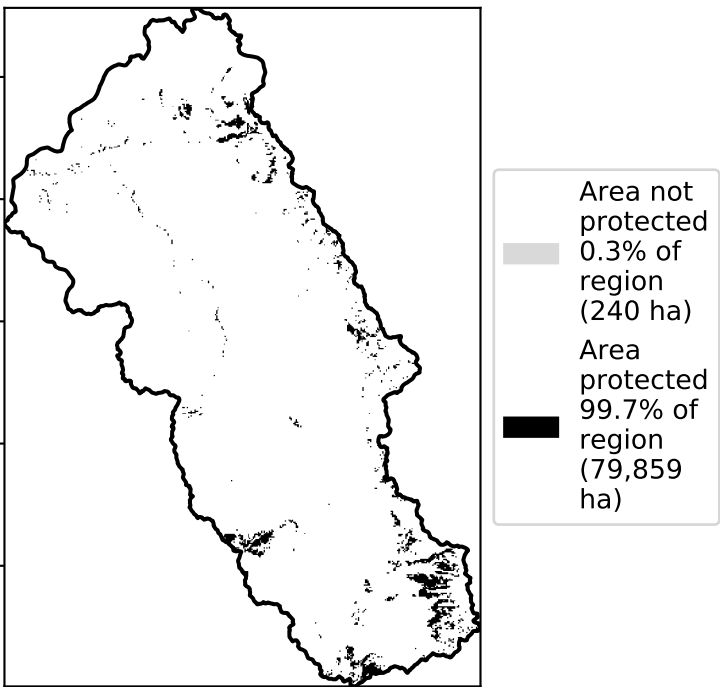 Area not
protected
0.3% of
region
(240 ha)
Area
protected
99.7% of
region
(79,859
ha)